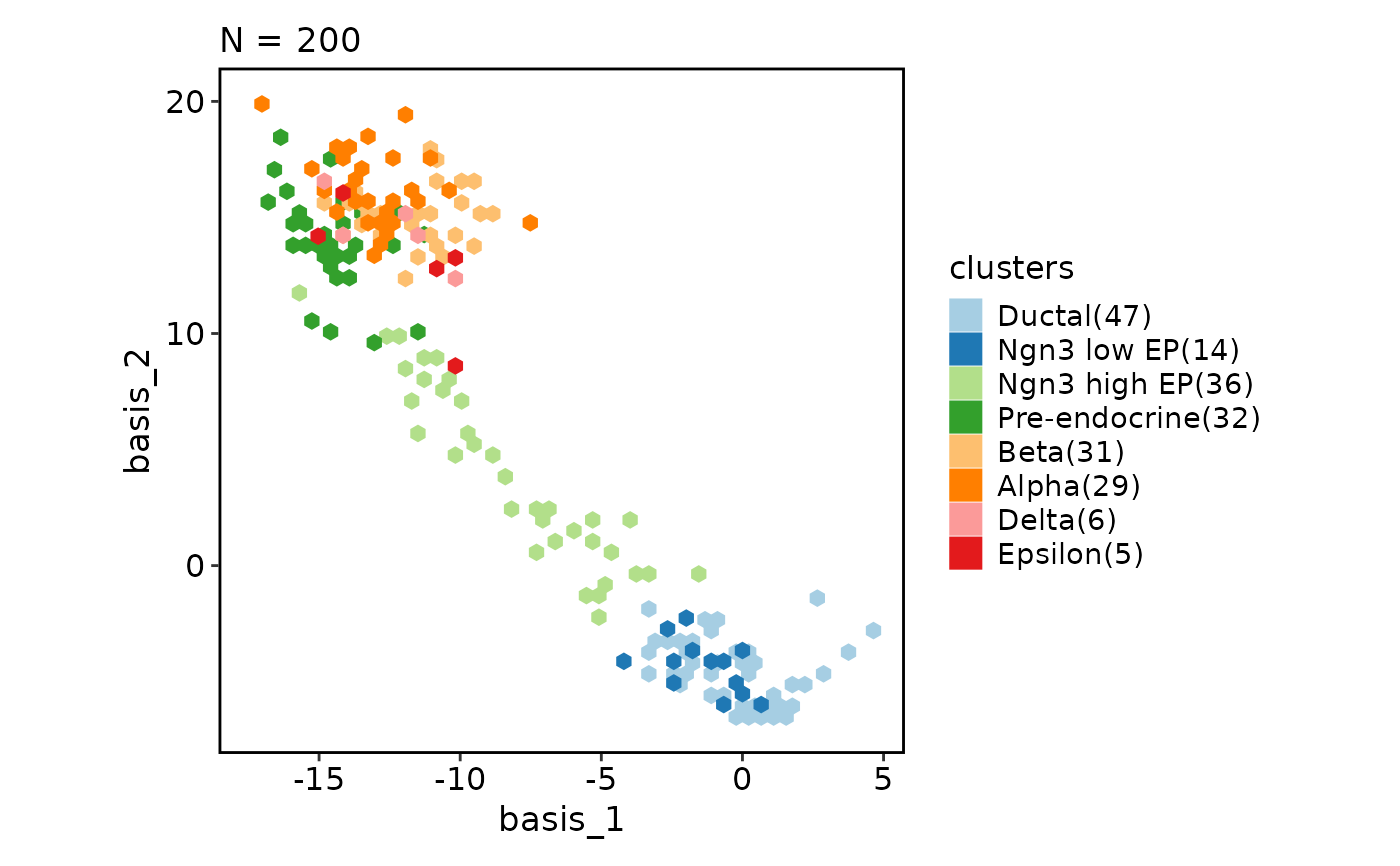 N = 200
20
10
0
basis_2
-15
-10
-5
0
5
basis_1
clusters
Ductal(47)
Ngn3 low EP(14)
Ngn3 high EP(36)
Pre-endocrine(32)
Beta(31)
Alpha(29)
Delta(6)
Epsilon(5)